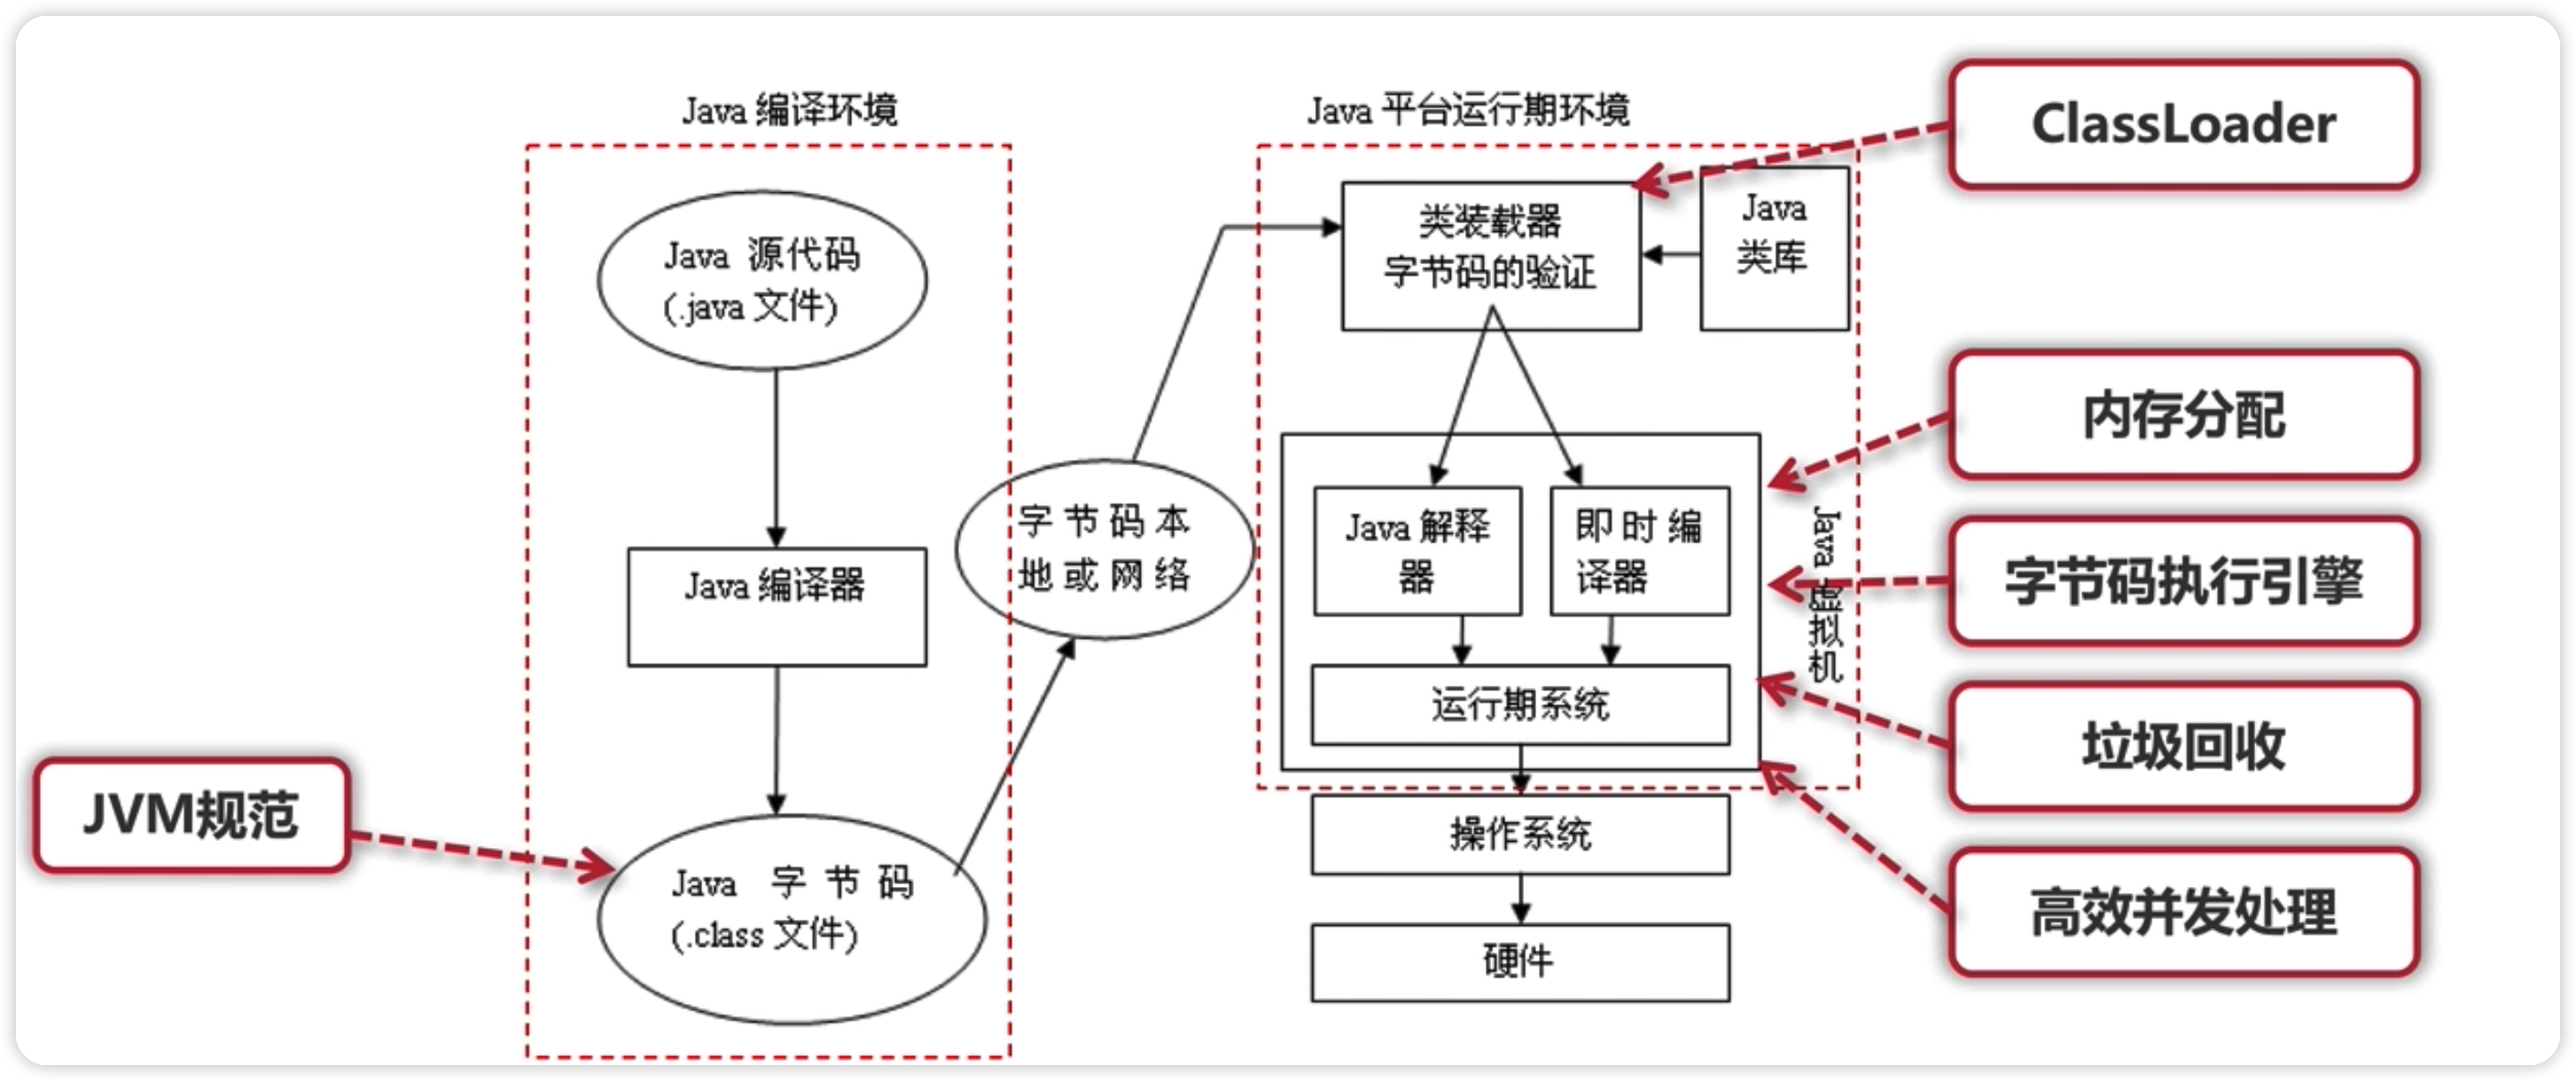 Java 编译环境
Java 源代码
(.java 文件)
Java 编译器
Java 字 节 码
(.class 文件)
JVM规范
字 节 码 本
地 或 网 络
Java 平台运行期环境
类装载器
字节码的验证
Java
类库
Java 解释
器
即 时 编
译器
运行期系统
Java 虚拟机
操作系统
硬件
ClassLoader
内存分配
字节码执行引擎
垃圾回收
高效并发处理